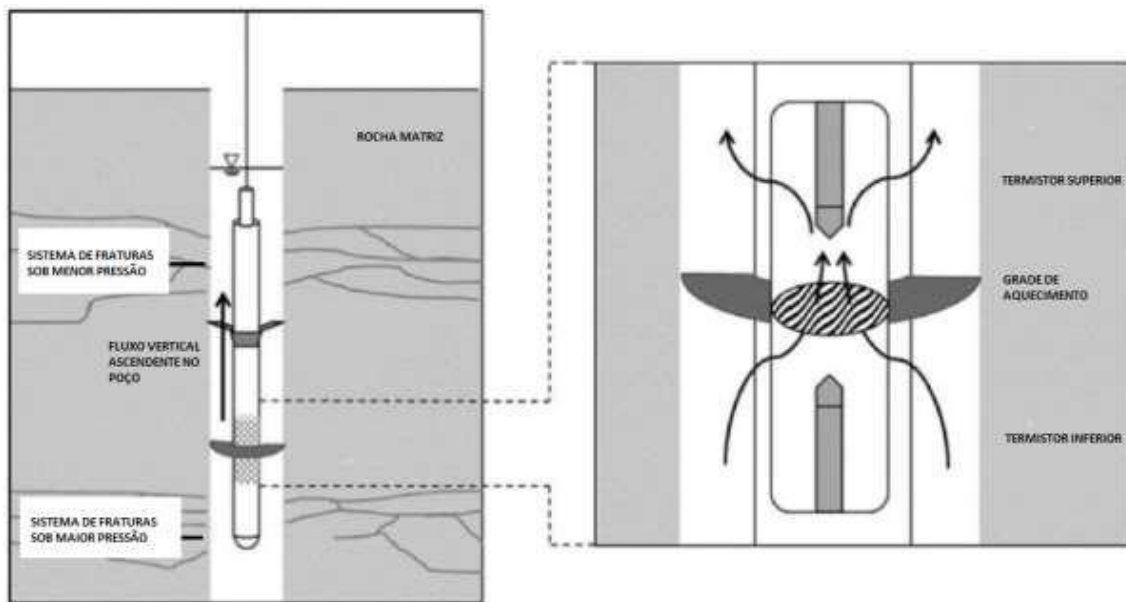 ROCHA MATRIZ
SISTEMA DE FRATURAS
SOB MENOR PRESSÃO
FLUXO VERTICAL
ASCENDENTE NO
POÇO
SISTEMA DE FRATURAS
SOB MAIOR PRESSÃO
TERMISTOR SUPERIOR
GRADE DE
AQUECIMENTO
TERMISTOR INFERIOR